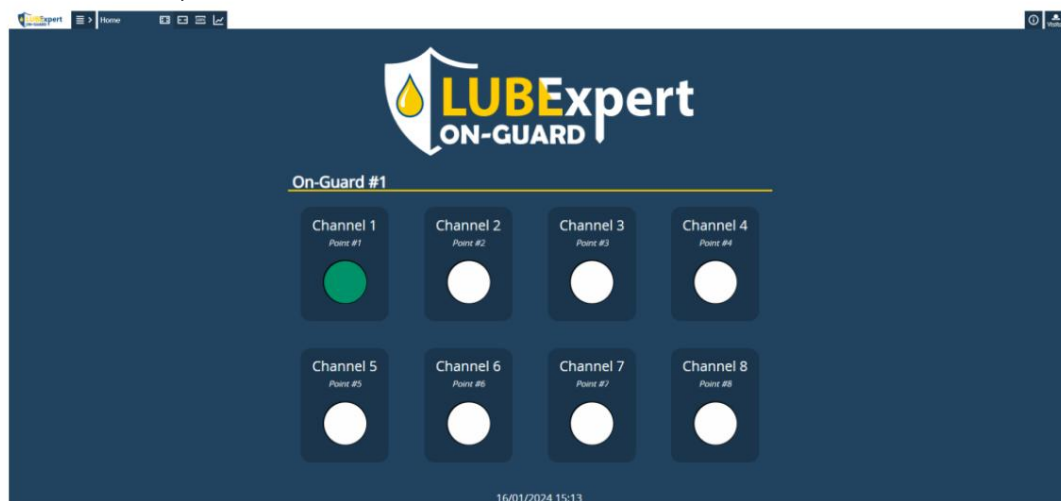 LUBExpert Home
LUBExpert
ON-GUARD
On-Guard #1
Channel 1 Channel 2 Channel 3 Channel 4
Point #1 Point #2 Point #3 Point #4
Channel 5 Channel 6 Channel 7 Channel 8
Point #5 Point #6 Point #7 Point #8
16/01/2024 15:13